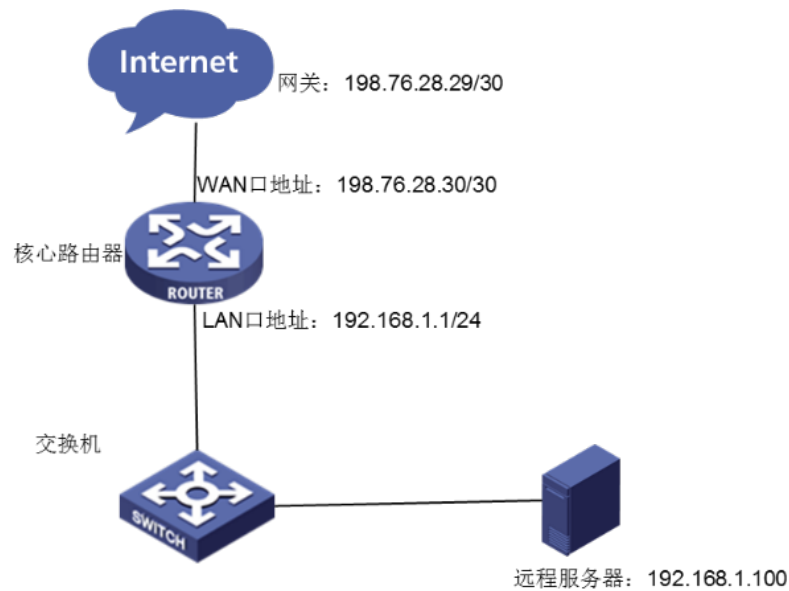 Internet
网关：198.76.28.29/30
WAN口地址：198.76.28.30/30
核心路由器
ROUTER
LAN口地址：192.168.1.1/24
交换机
SWITCH
远程服务器：192.168.1.100